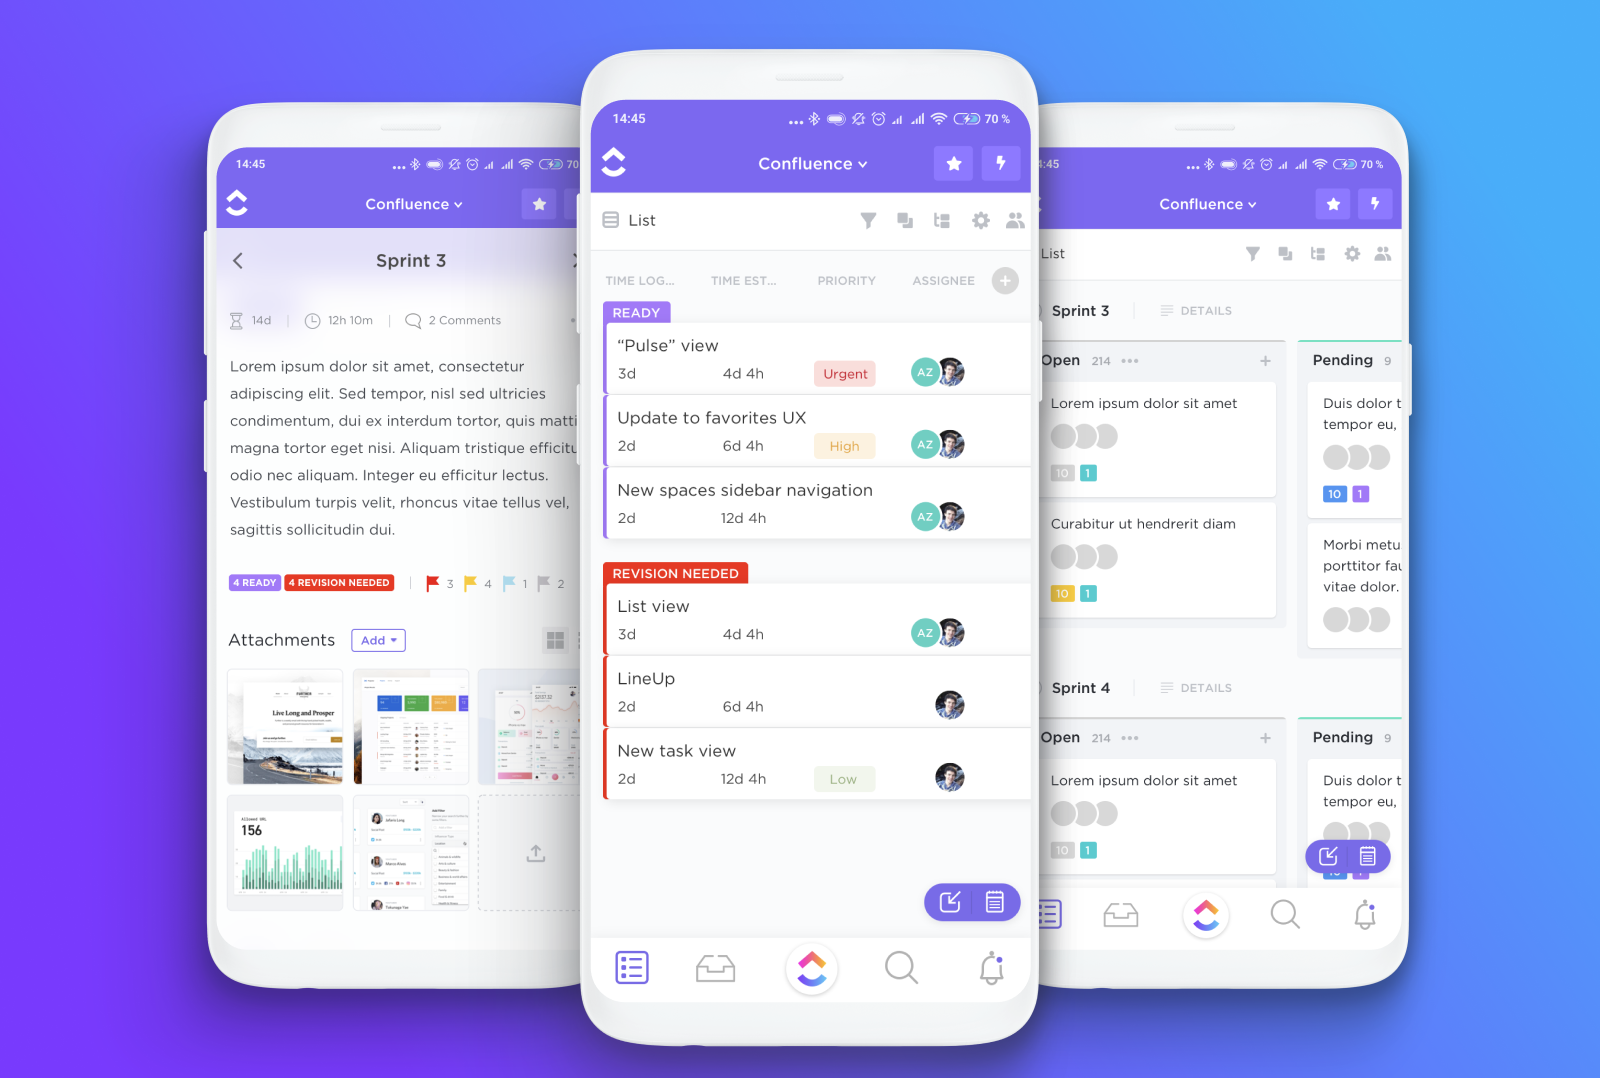 14:45
70
Confluence
Sprint 3
14d
12h 10m
2 Comments
Lorem ipsum dolor sit amet, consectetur
adipiscing elit. Sed tempor, nisl sed ultricies
condimentum, dui ex interdum tortor, quis matti
magna tortor eget nisi. Aliquam tristique efficitu
odio nec aliquam. Integer eu efficitur lectus.
Vestibulum turpis velit, rhoncus vitae tellus vel,
sagittis sollicitudin dui.
4 READY
4 REVISION NEEDED
3
4
1
2
Attachments
Add
Live Long and Prosper
Allowed URL
156
14:45
70 %
Confluence
List
TIME LOG...
TIME EST...
PRIORITY
ASSIGNEE
READY
“Pulse” view
3d
4d 4h
Urgent
AZ
Update to favorites UX
2d
6d 4h
High
AZ
New spaces sidebar navigation
2d
12d 4h
AZ
REVISION NEEDED
List view
3d
4d 4h
AZ
LineUp
2d
6d 4h
New task view
2d
12d 4h
Low
4:45
70 %
Confluence
List
Sprint 3
DETAILS
Open
214
Pending
9
Lorem ipsum dolor sit amet
10
1
Curabitur ut hendrerit diam
10
1
Duis dolor t
tempor eu,
10
1
Morbi metu
porttitor fau
vitae dolor.
Sprint 4
DETAILS
Open
214
Pending
9
Lorem ipsum dolor sit amet
10
1
Duis dolor t
tempor eu,